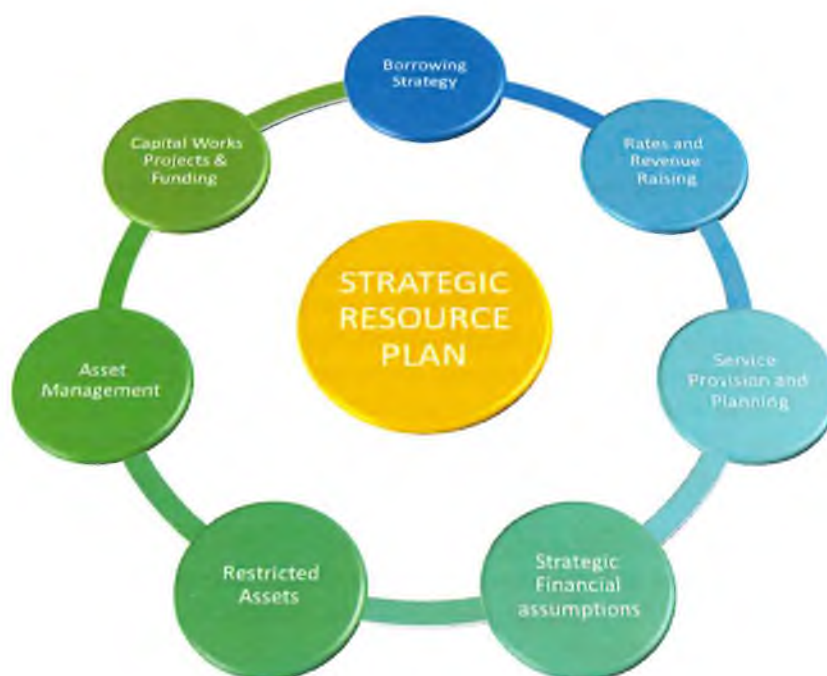 Borrowing
Strategy
Rates and
Revenue
Raising
Service
Provision and
Planning
Strategic
Financial
assumptions
Restricted
Assets
Asset
Management
Capital Works
Projects &
Funding
STRATEGIC
RESOURCE
PLAN